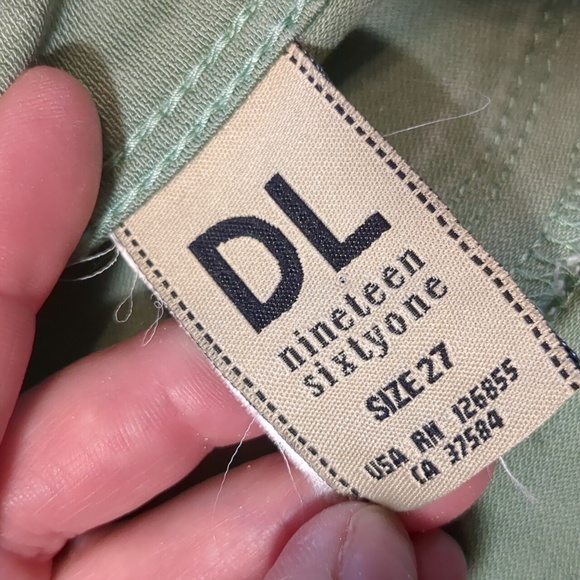 DL
nineteen
sixtyone
SIZE 27
USA RN 126855
CA 37584